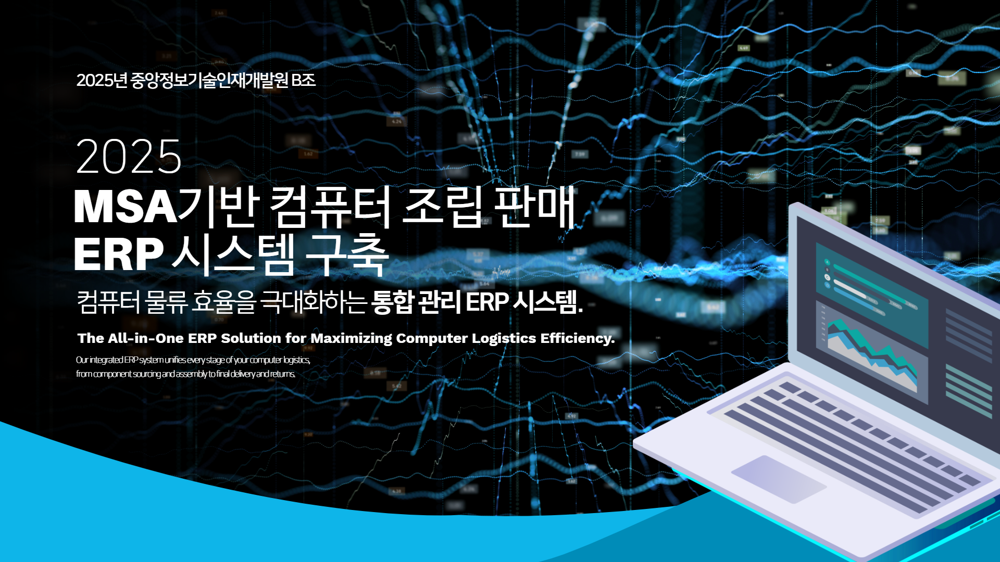 2025년 중앙정보기술인재개발원 B조
2025
MSA기반 컴퓨터 조립 판매
ERP 시스템 구축
컴퓨터 물류 효율을 극대화하는 통합 관리 ERP 시스템.
The All-in-One ERP Solution for Maximizing Computer Logistics Efficiency.
Our integrated ERP system unifies every stage of your computer logistics,
from component sourcing and assembly to final delivery and returns.